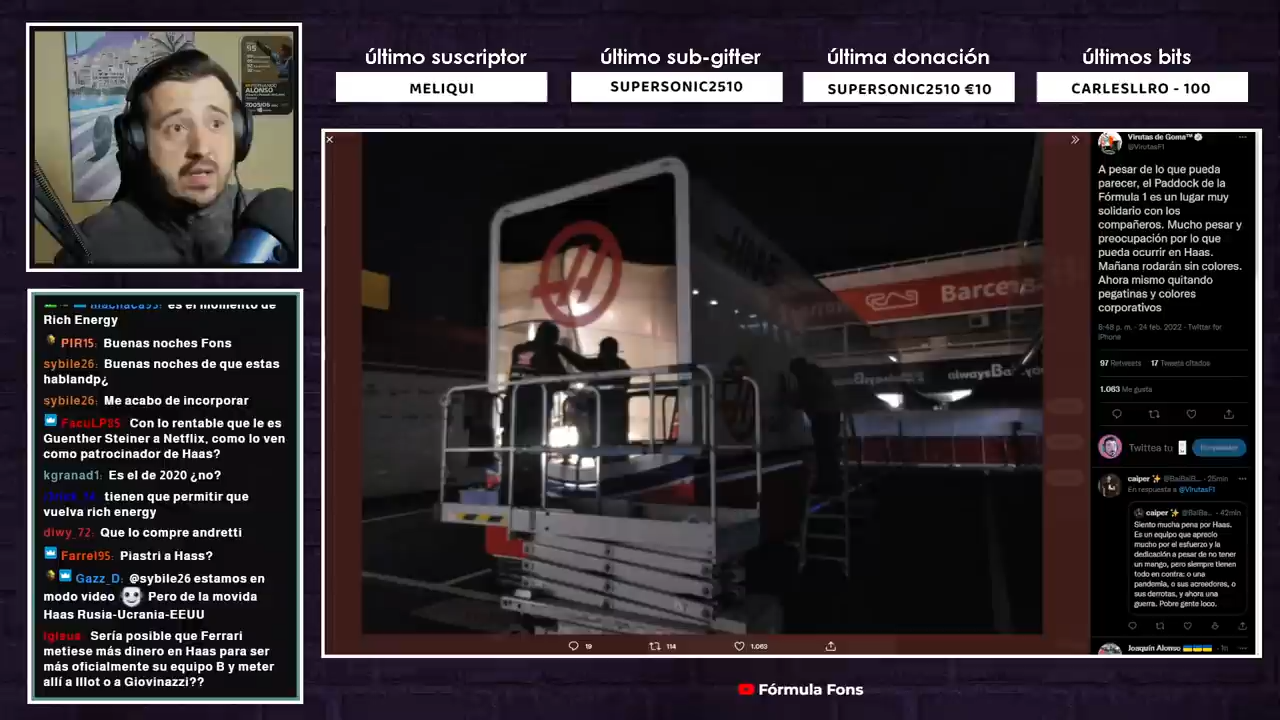 último suscriptor
MELIQUI
último sub-gifter
SUPERSONIC2510
última donación
SUPERSONIC2510 €10
últimos bits
CARLESLLRO - 100
ALONSO
machaca95: es el momento de
Rich Energy
PIR15: Buenas noches Fons
sybile26: Buenas noches de que estas
hablandp¿
sybile26: Me acabo de incorporar
FacuLP85: Con lo rentable que le es
Guenther Steiner a Netflix, como lo ven
como patrocinador de Haas?
kgranad1: Es el de 2020 ¿no?
tienen que permitir que
vuelva rich energy
diwy_72: Que lo compre andretti
Farrel95: Piastri a Hass?
Gazz_D: @sybile26 estamos en
modo video Pero de la movida
Haas Rusia-Ucrania-EEUU
Sería posible que Ferrari
metiese más dinero en Haas para ser
más oficialmente su equipo B y meter
allí a Illot o a Giovinazzi??
Barce
always
19
114
1.063
Virutas de Goma™
@VirutasF1
A pesar de lo que pueda
parecer, el Paddock de la
Fórmula 1 es un lugar muy
solidario con los
compañeros. Mucho pesar y
preocupación por lo que
pueda ocurrir en Haas.
Mañana rodarán sin colores.
Ahora mismo quitando
pegatinas y colores
corporativos
8:48 p. m. · 24 feb. 2022 · Twitter for
iPhone
97 Retweets 17 Tweets citados
1.063 Me gusta
Twittea tu
Responder
caiper @BalBalB... · 25min
En respuesta a @VirutasF1
caiper @BalBa... · 42min
Siento mucha pena por Haas.
Es un equipo que aprecio
mucho por el esfuerzo y la
dedicación a pesar de no tener
un mango, pero siempre tienen
todo en contra: o una
pandemia, o sus acreedores, o
sus derrotas, y ahora una
guerra. Pobre gente loco.
Joaquín Alonso · 1h
Fórmula Fons